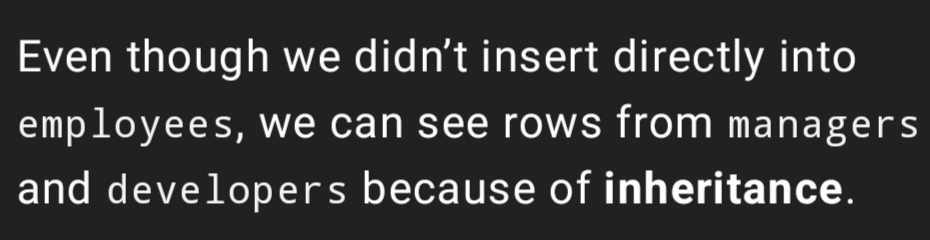 Even though we didn’t insert directly into
employees, we can see rows from managers
and developers because of inheritance.